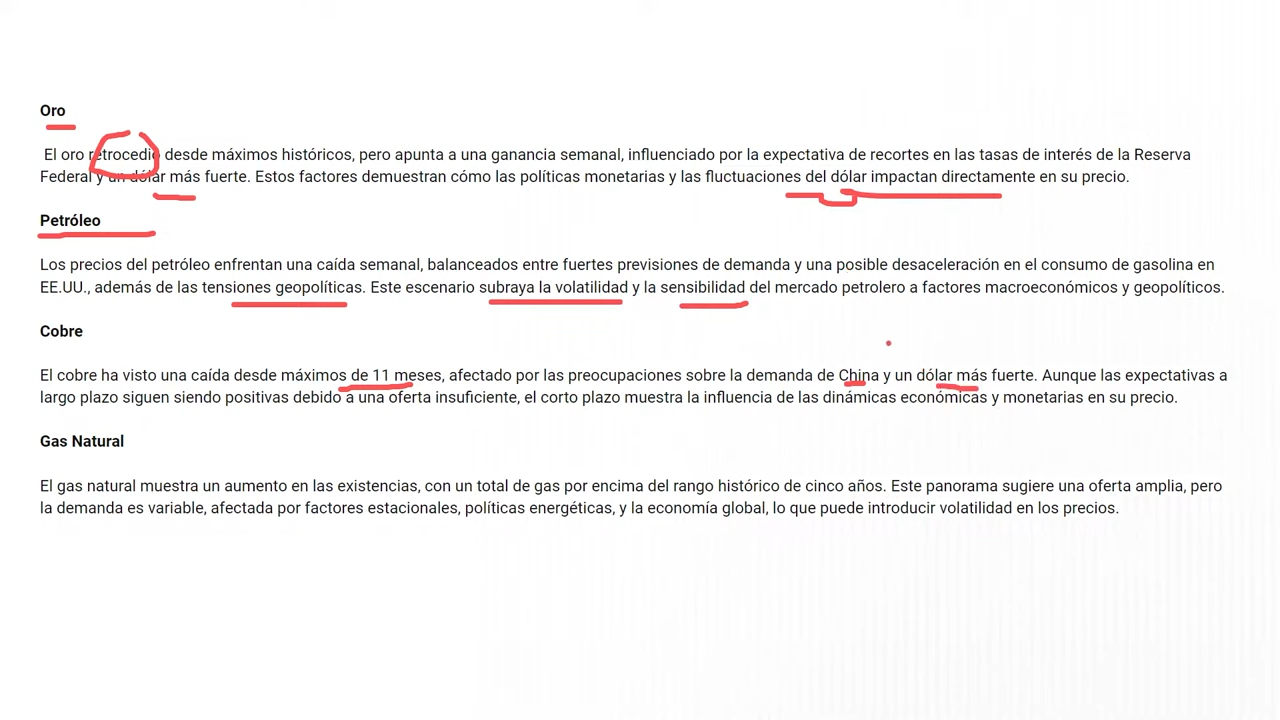 Oro
El oro retrocedió desde máximos históricos, pero apunta a una ganancia semanal, influenciado por la expectativa de recortes en las tasas de interés de la Reserva
Federal y un dólar más fuerte. Estos factores demuestran cómo las políticas monetarias y las fluctuaciones del dólar impactan directamente en su precio.
Petróleo
Los precios del petróleo enfrentan una caída semanal, balanceados entre fuertes previsiones de demanda y una posible desaceleración en el consumo de gasolina en
EE.UU., además de las tensiones geopolíticas. Este escenario subraya la volatilidad y la sensibilidad del mercado petrolero a factores macroeconómicos y geopolíticos.
Cobre
El cobre ha visto una caída desde máximos de 11 meses, afectado por las preocupaciones sobre la demanda de China y un dólar más fuerte. Aunque las expectativas a
largo plazo siguen siendo positivas debido a una oferta insuficiente, el corto plazo muestra la influencia de las dinámicas económicas y monetarias en su precio.
Gas Natural
El gas natural muestra un aumento en las existencias, con un total de gas por encima del rango histórico de cinco años. Este panorama sugiere una oferta amplia, pero
la demanda es variable, afectada por factores estacionales, políticas energéticas, y la economía global, lo que puede introducir volatilidad en los precios.